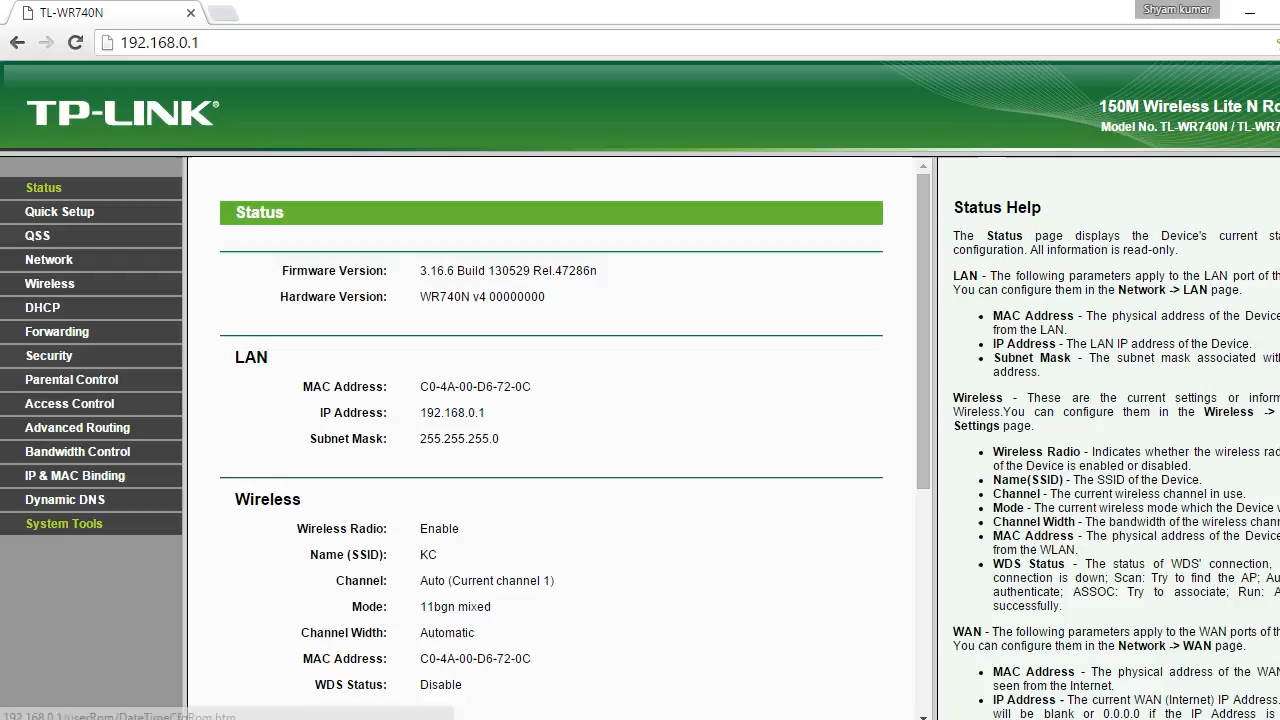 TL-WR740N
Shyam kumar
192.168.0.1
TP-LINK®
150M Wireless Lite N
Model No. TL-WR740N /
Status
Quick Setup
QSS
Network
Wireless
DHCP
Forwarding
Security
Parental Control
Access Control
Advanced Routing
Bandwidth Control
IP & MAC Binding
Dynamic DNS
System Tools
Status
Firmware Version: 3.16.6 Build 130529 Rel.47286n
Hardware Version: WR740N v4 00000000
LAN
MAC Address: C0-4A-00-D6-72-0C
IP Address: 192.168.0.1
Subnet Mask: 255.255.255.0
Wireless
Wireless Radio: Enable
Name (SSID): KC
Channel: Auto (Current channel 1)
Mode: 11bgn mixed
Channel Width: Automatic
MAC Address: C0-4A-00-D6-72-0C
WDS Status: Disable
Status Help
The Status page displays the Device's current
configuration. All information is read-only.
LAN - The following parameters apply to the LAN port of
You can configure them in the Network -> LAN page.
• MAC Address - The physical address of the
from the LAN.
• IP Address - The LAN IP address of the Device.
• Subnet Mask - The subnet mask associated
address.
Wireless - These are the current settings or
Wireless.You can configure them in the Wireless ->
Settings page.
• Wireless Radio - Indicates whether the wireless
of the Device is enabled or disabled.
• Name(SSID) - The SSID of the Device.
• Channel - The current wireless channel in use.
• Mode - The current wireless mode which the Device
• Channel Width - The bandwidth of the wireless
• MAC Address - The physical address of the
from the WLAN.
• WDS Status - The status of WDS' connection,
connection is down; Scan: Try to find the AP;
authenticate; ASSOC: Try to associate; Run:
successfully.
WAN - The following parameters apply to the WAN ports of
You can configure them in the Network -> WAN page.
• MAC Address - The physical address of the
seen from the Internet.
• IP Address - The current WAN (Internet) IP
will be blank or 0.0.0.0 if the IP Address is
192.168.0.1/userRpm/DateTimeCfgRpm.htm